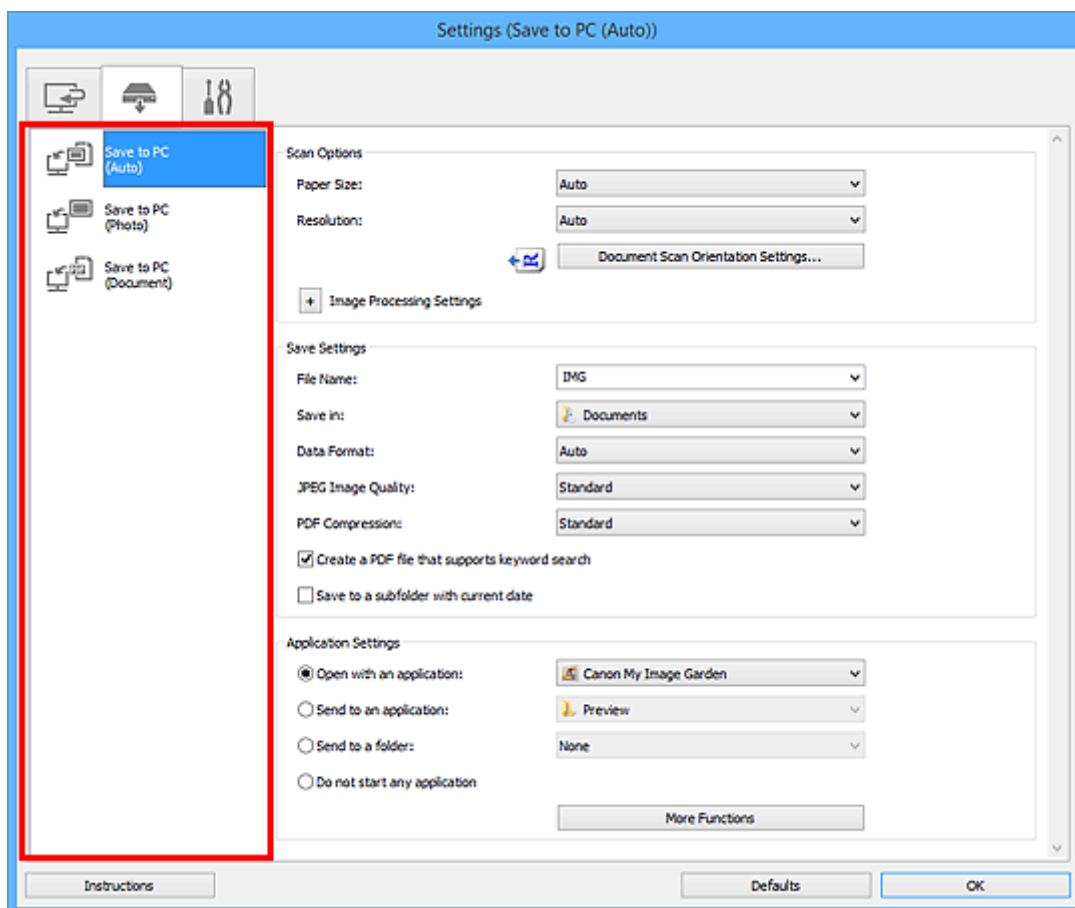 Settings (Save to PC (Auto))
Save to PC
(Auto)
Save to PC
(Photo)
Save to PC
(Document)
Scan Options
Paper Size: Auto
Resolution: Auto
Document Scan Orientation Settings...
+ Image Processing Settings
Save Settings
File Name: IMG
Save in: Documents
Data Format: Auto
JPEG Image Quality: Standard
PDF Compression: Standard
Create a PDF file that supports keyword search
Save to a subfolder with current date
Application Settings
Open with an application: Canon My Image Garden
Send to an application: Preview
Send to a folder: None
Do not start any application
More Functions
Instructions Defaults OK